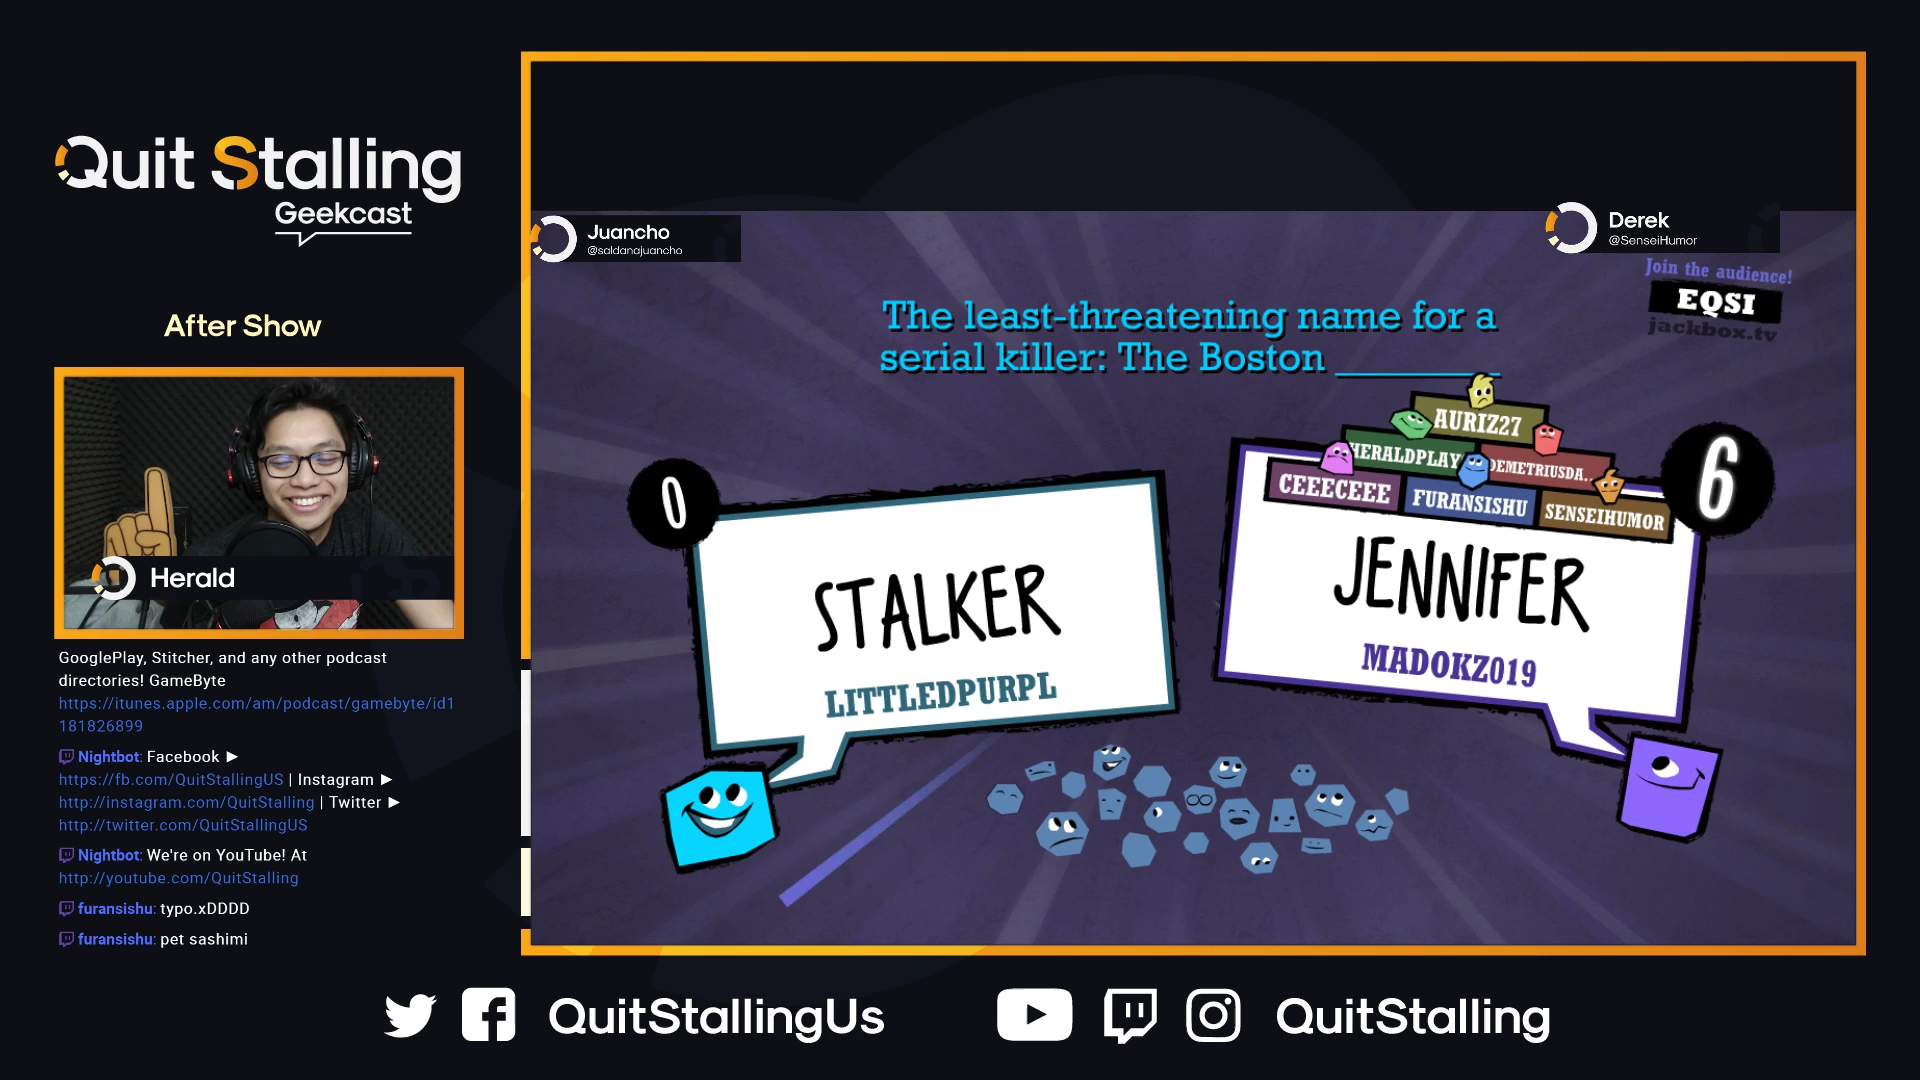 Quit Stalling
Geekcast
After Show
Herald
GooglePlay, Stitcher, and any other podcast
directories! GameByte
https://itunes.apple.com/am/podcast/gamebyte/id1
181826899
Nightbot: Facebook ►
https://fb.com/QuitStallingUS | Instagram ►
http://instagram.com/QuitStalling | Twitter ►
http://twitter.com/QuitStallingUS
Nightbot: We're on YouTube! At
http://youtube.com/QuitStalling
furansishu: typo.xDDDD
furansishu: pet sashimi
Juancho
@saldanajuancho
Derek
@SenseiHumor
Join the audience!
EQSI
jackbox.tv
The least-threatening name for a
serial killer: The Boston ________
0
STALKER
LITTLEDPURPL
AURIZ27
HERALDPLAY
DEMETRIUSDA..
CEEECEEE
FURANSISHU
SENSEIHUMOR
6
JENNIFER
MADOKZ019
QuitStallingUs
QuitStalling